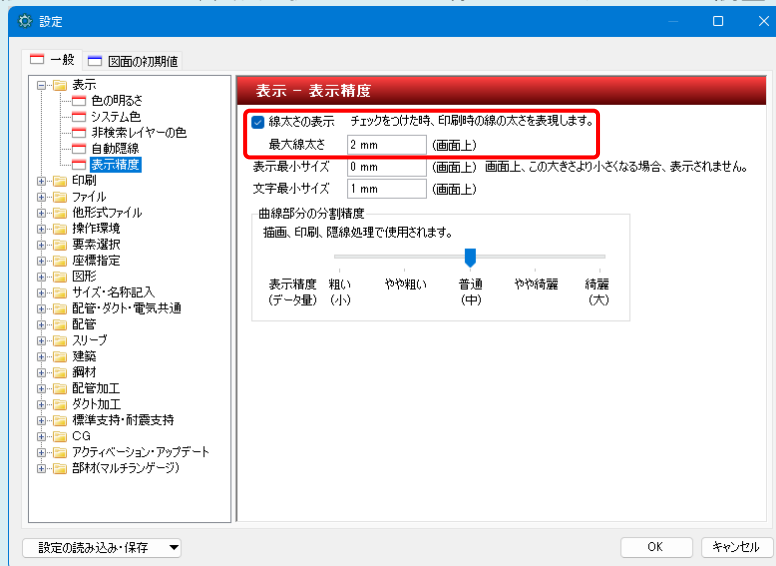 設定
一般
図面の初期値
表示
色の明るさ
システム色
非検索レイヤーの色
自動隠線
表示精度
印刷
ファイル
他形式ファイル
操作環境
要素選択
座標指定
図形
サイズ・名称記入
配管・ダクト・電気共通
配管
スリーブ
建築
鋼材
配管加工
ダクト加工
標準支持・耐震支持
CG
アクティベーション・アップデート
部材(マルチランゲージ)
表示 - 表示精度
線太さの表示 チェックをつけた時、印刷時の線の太さを表現します。
最大線太さ 2 mm (画面上)
表示最小サイズ 0 mm (画面上) 画面上、この大きさより小さくなる場合、表示されません。
文字最小サイズ 1 mm (画面上)
曲線部分の分割精度
描画、印刷、隠線処理で使用されます。
表示精度 粗い やや粗い 普通 やや綺麗 綺麗
(データ量) (小) (中) (大)
設定の読み込み・保存
OK
キャンセル